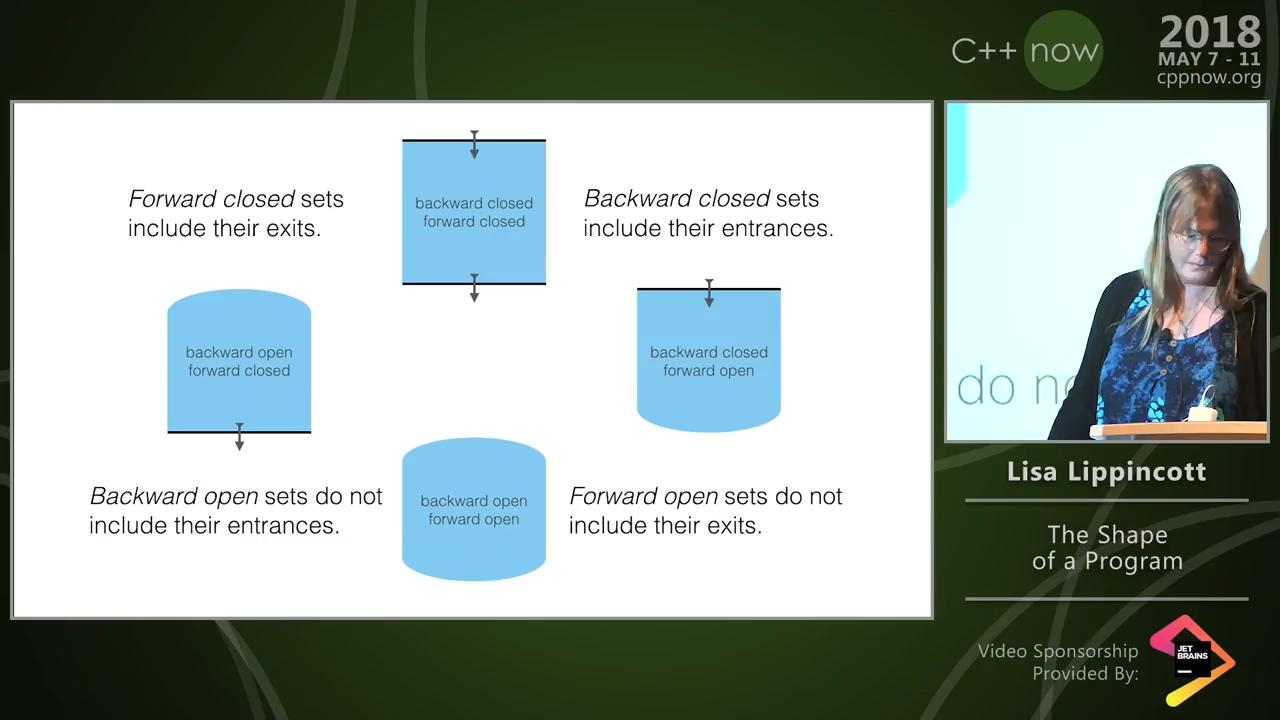 C++ now
2018
MAY 7 - 11
cppnow.org
Forward closed sets
include their exits.
backward closed
forward closed
Backward closed sets
include their entrances.
backward open
forward closed
backward closed
forward open
Backward open sets do not
include their entrances.
backward open
forward open
Forward open sets do not
include their exits.
do no
Lisa Lippincott
The Shape
of a Program
Video Sponsorship
Provided By:
JET
BRAINS